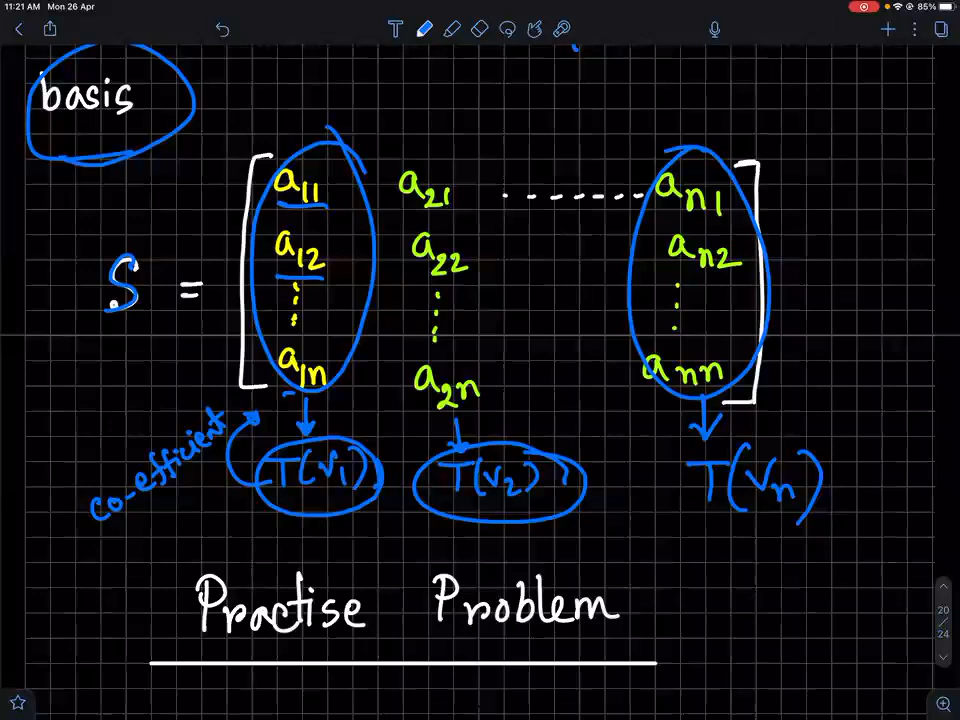 11:21 AM Mon 26 Apr 85%
basis
a11 a21 ------ an1
a12 a22 an2
S =
a1n a2n ann
co-efficient
T(v1) T(v2) T(vn)
Practise Problem
20
/
24